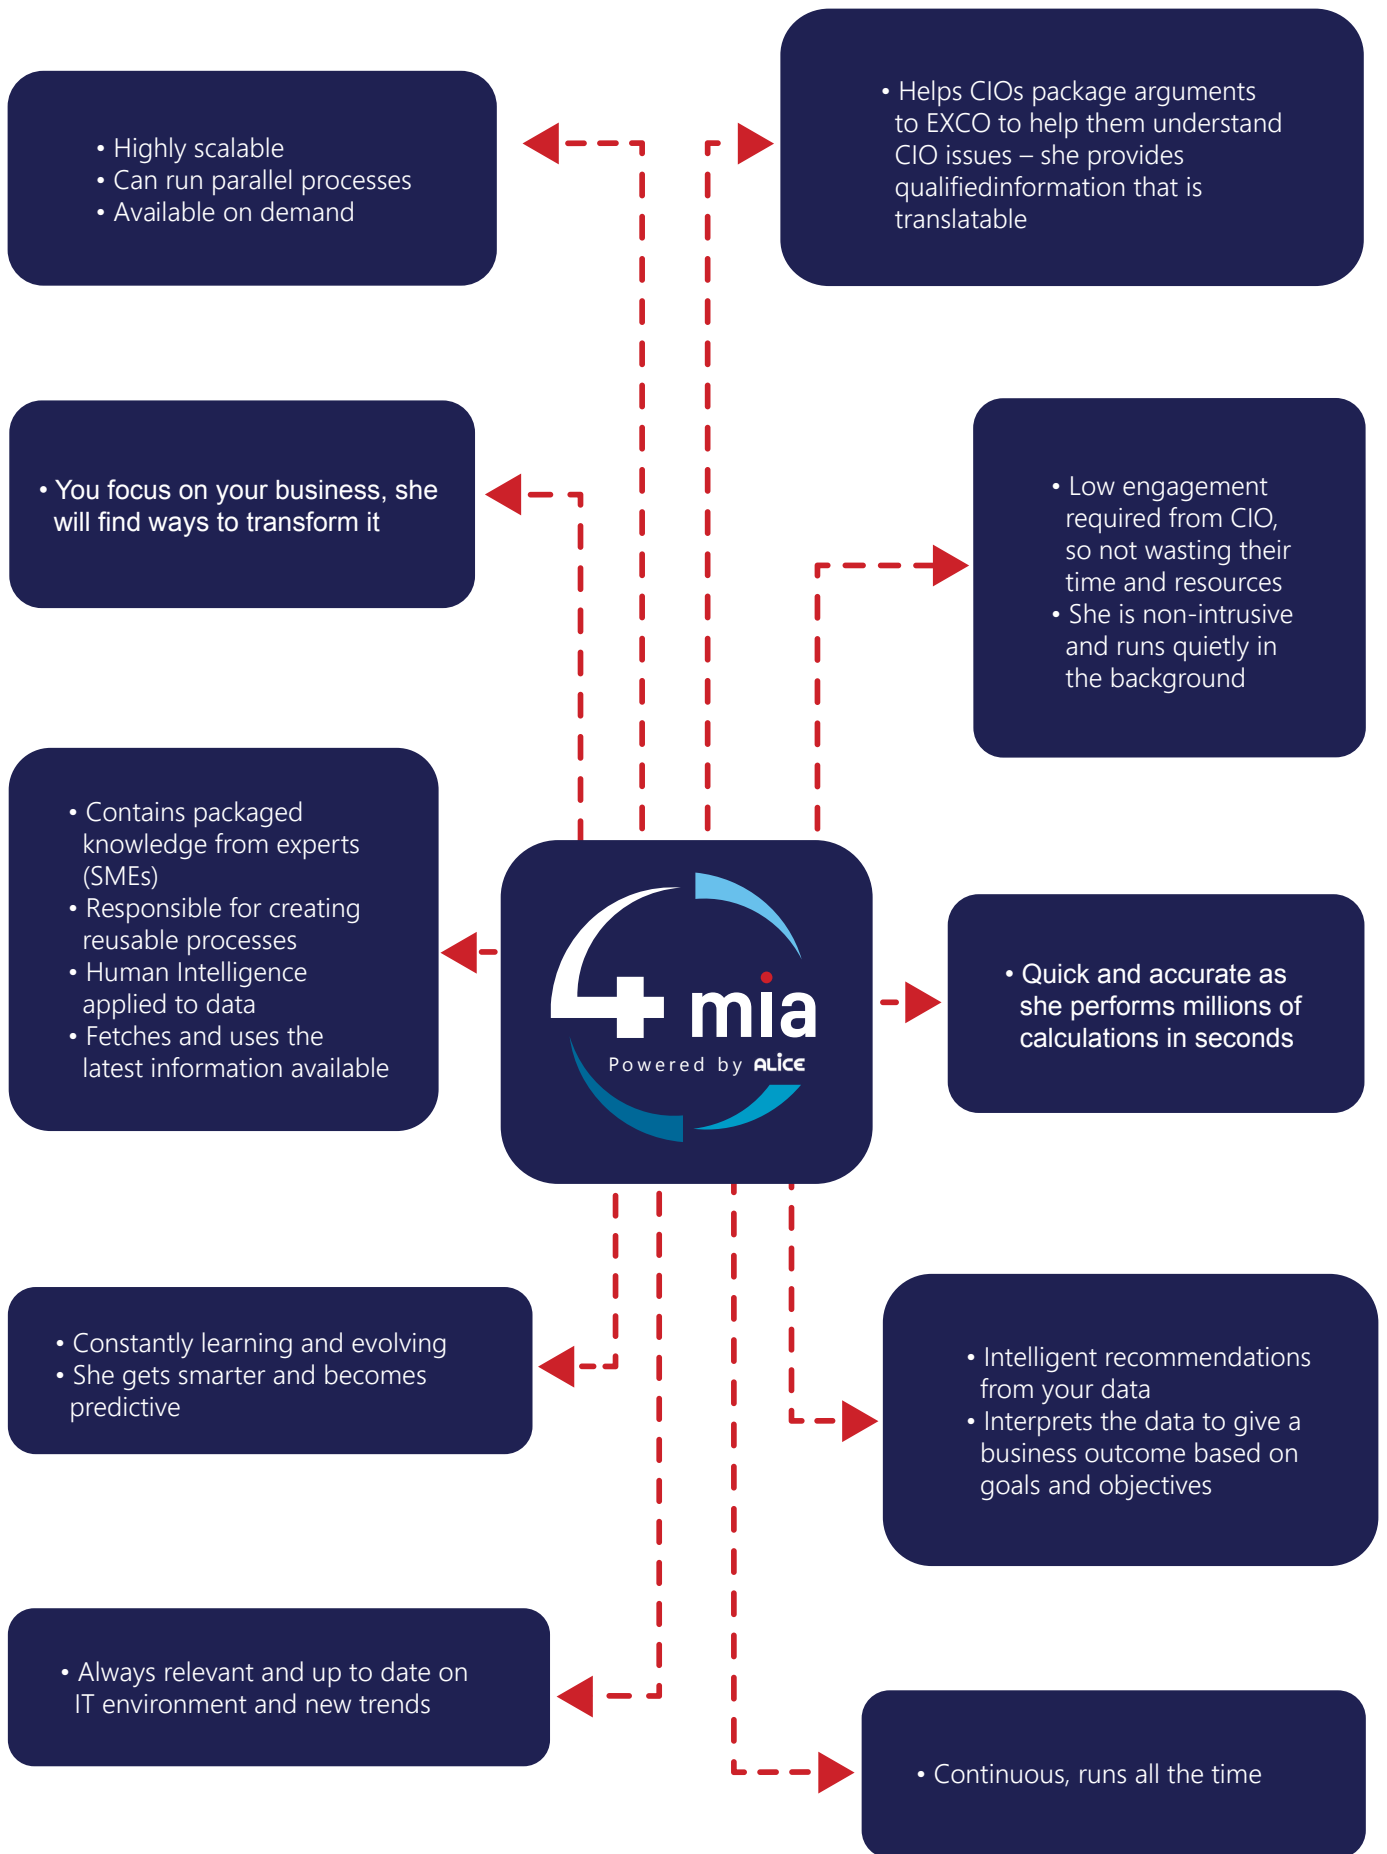 • Highly scalable
• Can run parallel processes
• Available on demand
• Helps CIOs package arguments
to EXCO to help them understand
CIO issues – she provides
qualifiedinformation that is
translatable
• You focus on your business, she
will find ways to transform it
• Low engagement
required from CIO,
so not wasting their
time and resources
• She is non-intrusive
and runs quietly in
the background
• Contains packaged
knowledge from experts
(SMEs)
• Responsible for creating
reusable processes
• Human Intelligence
applied to data
• Fetches and uses the
latest information available
4 mia
Powered by ALiCE
• Quick and accurate as
she performs millions of
calculations in seconds
• Constantly learning and evolving
• She gets smarter and becomes
predictive
• Intelligent recommendations
from your data
• Interprets the data to give a
business outcome based on
goals and objectives
• Always relevant and up to date on
IT environment and new trends
• Continuous, runs all the time